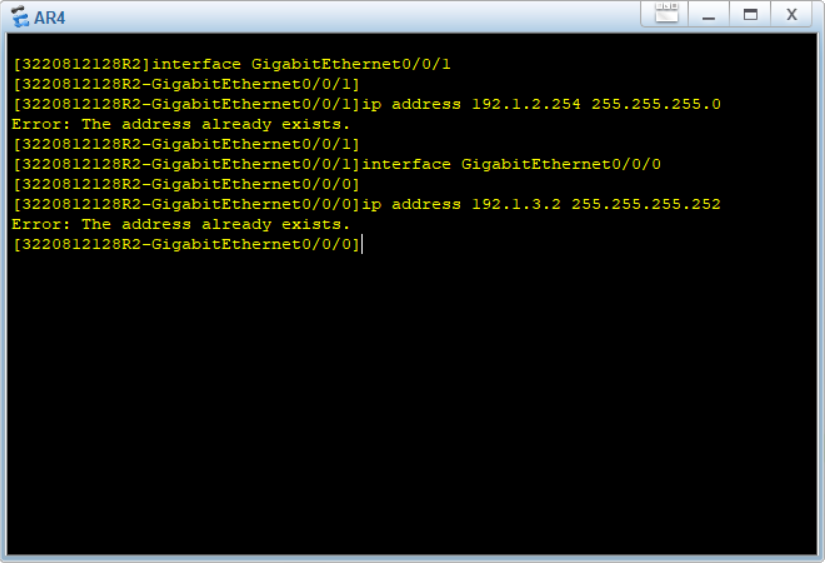 AR4
[3220812128R2]interface GigabitEthernet0/0/1
[3220812128R2-GigabitEthernet0/0/1]
[3220812128R2-GigabitEthernet0/0/1]ip address 192.1.2.254 255.255.255.0
Error: The address already exists.
[3220812128R2-GigabitEthernet0/0/1]
[3220812128R2-GigabitEthernet0/0/1]interface GigabitEthernet0/0/0
[3220812128R2-GigabitEthernet0/0/0]
[3220812128R2-GigabitEthernet0/0/0]ip address 192.1.3.2 255.255.255.252
Error: The address already exists.
[3220812128R2-GigabitEthernet0/0/0]